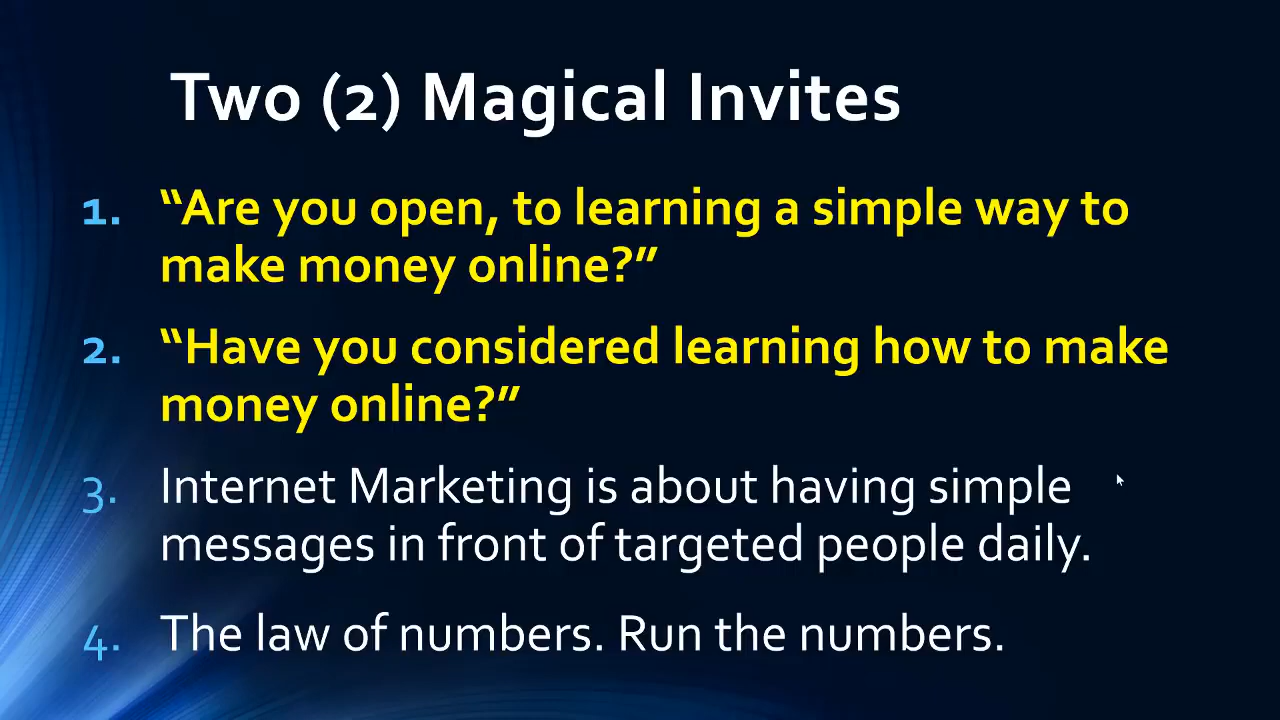 Two (2) Magical Invites
1. “Are you open, to learning a simple way to
make money online?”
2. “Have you considered learning how to make
money online?”
3. Internet Marketing is about having simple
messages in front of targeted people daily.
4. The law of numbers. Run the numbers.